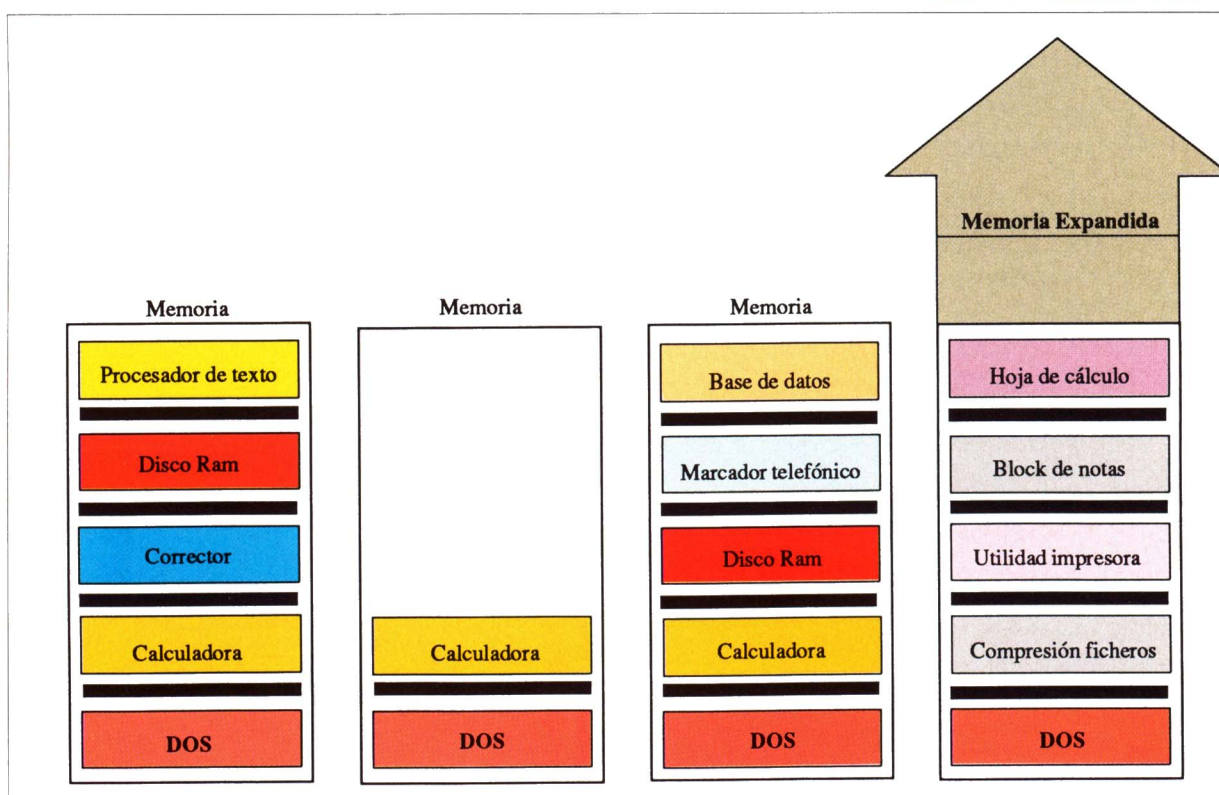 Memoria Expandida
Memoria
Memoria
Memoria
Procesador de texto
Disco Ram
Corrector
Calculadora
DOS
Calculadora
DOS
Base de datos
Marcador telefónico
Disco Ram
Calculadora
DOS
Hoja de cálculo
Block de notas
Utilidad impresora
Compresión ficheros
DOS